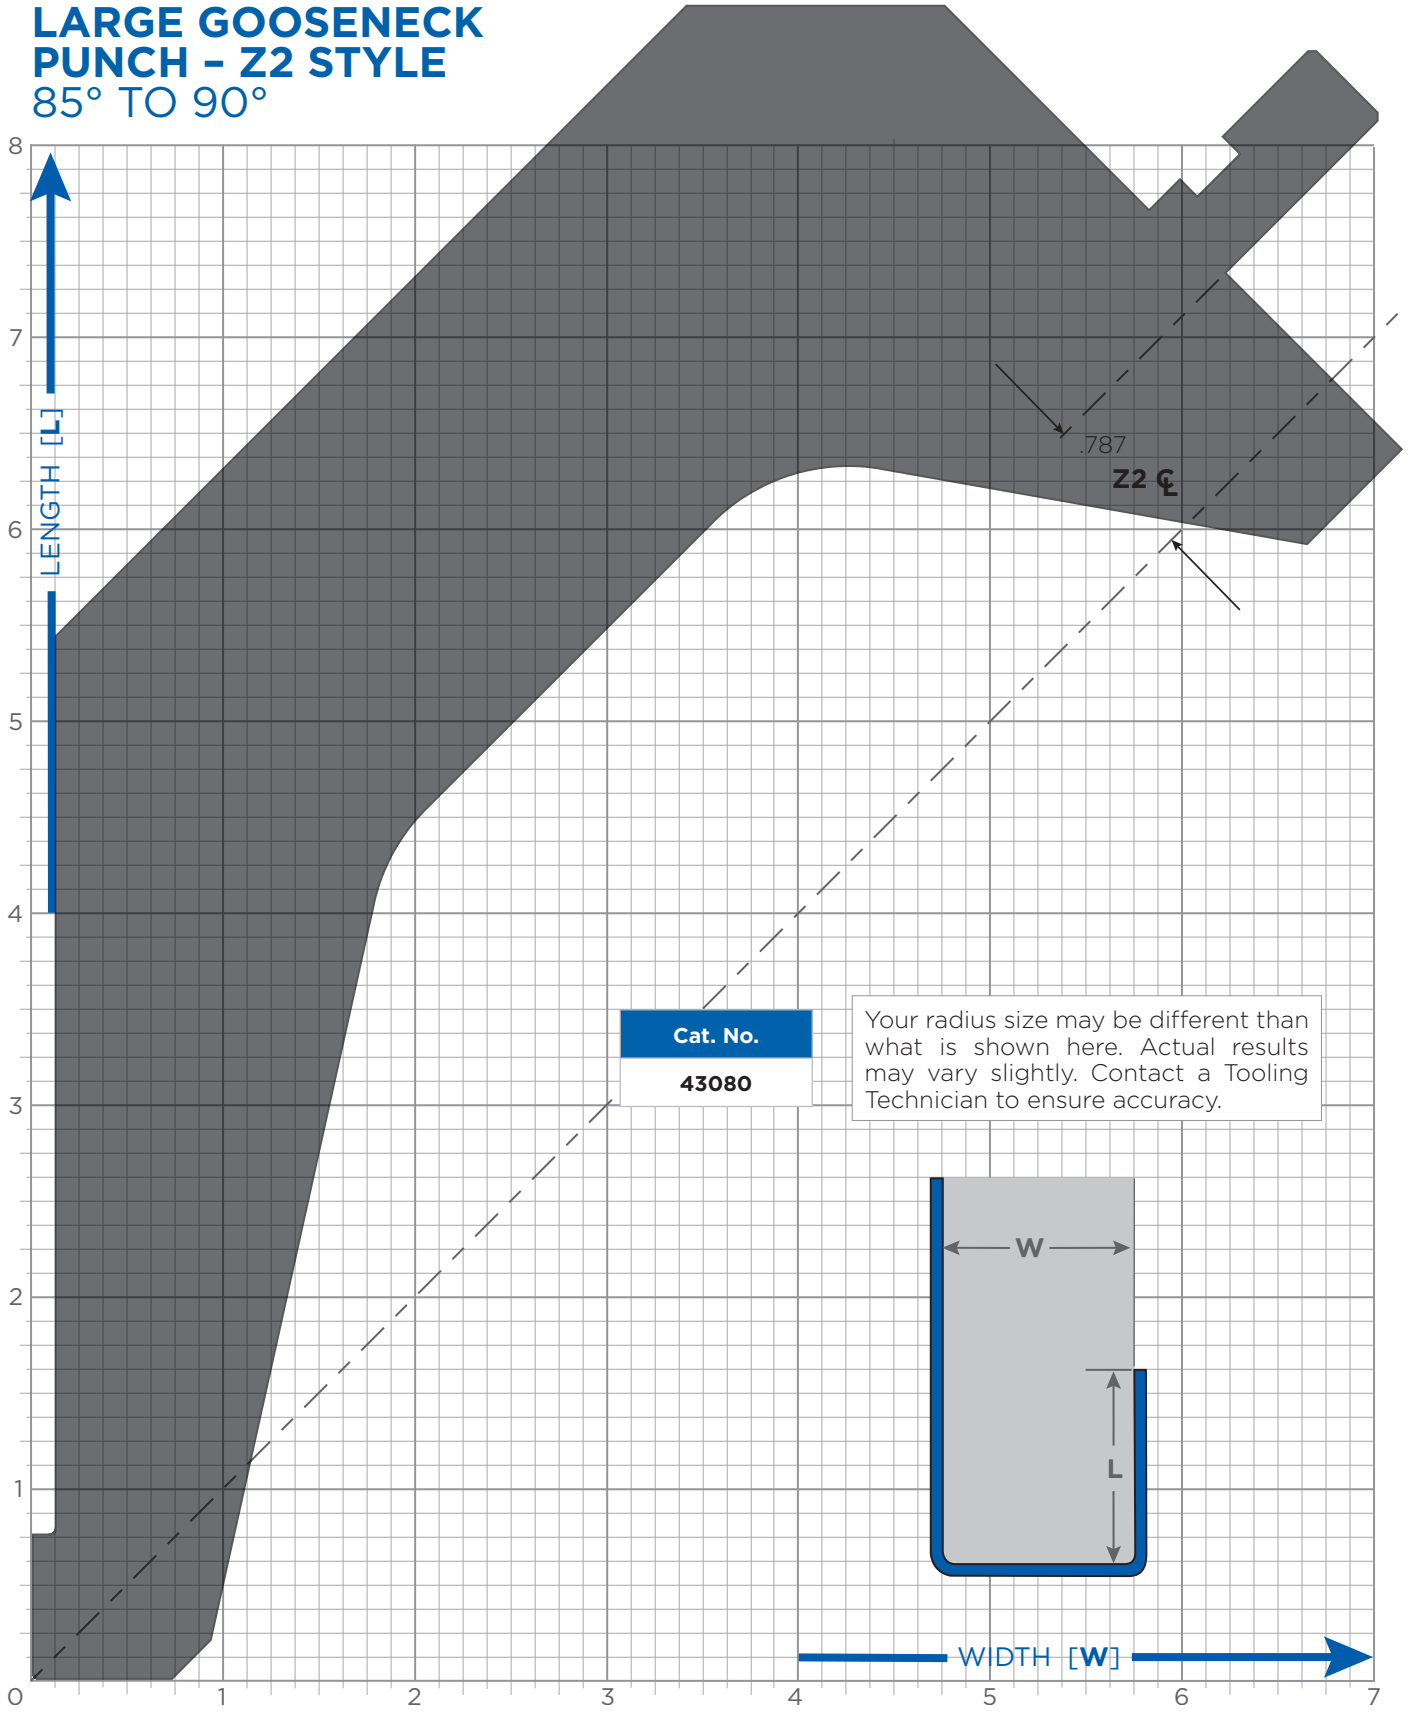 LARGE GOOSENECK
PUNCH – Z2 STYLE
85° TO 90°
8
7
6
5
4
3
2
1
0
1
2
3
4
5
6
7
LENGTH [L]
.787
Z2 ℄
Cat. No.
43080
Your radius size may be different than
what is shown here. Actual results
may vary slightly. Contact a Tooling
Technician to ensure accuracy.
W
L
WIDTH [W]